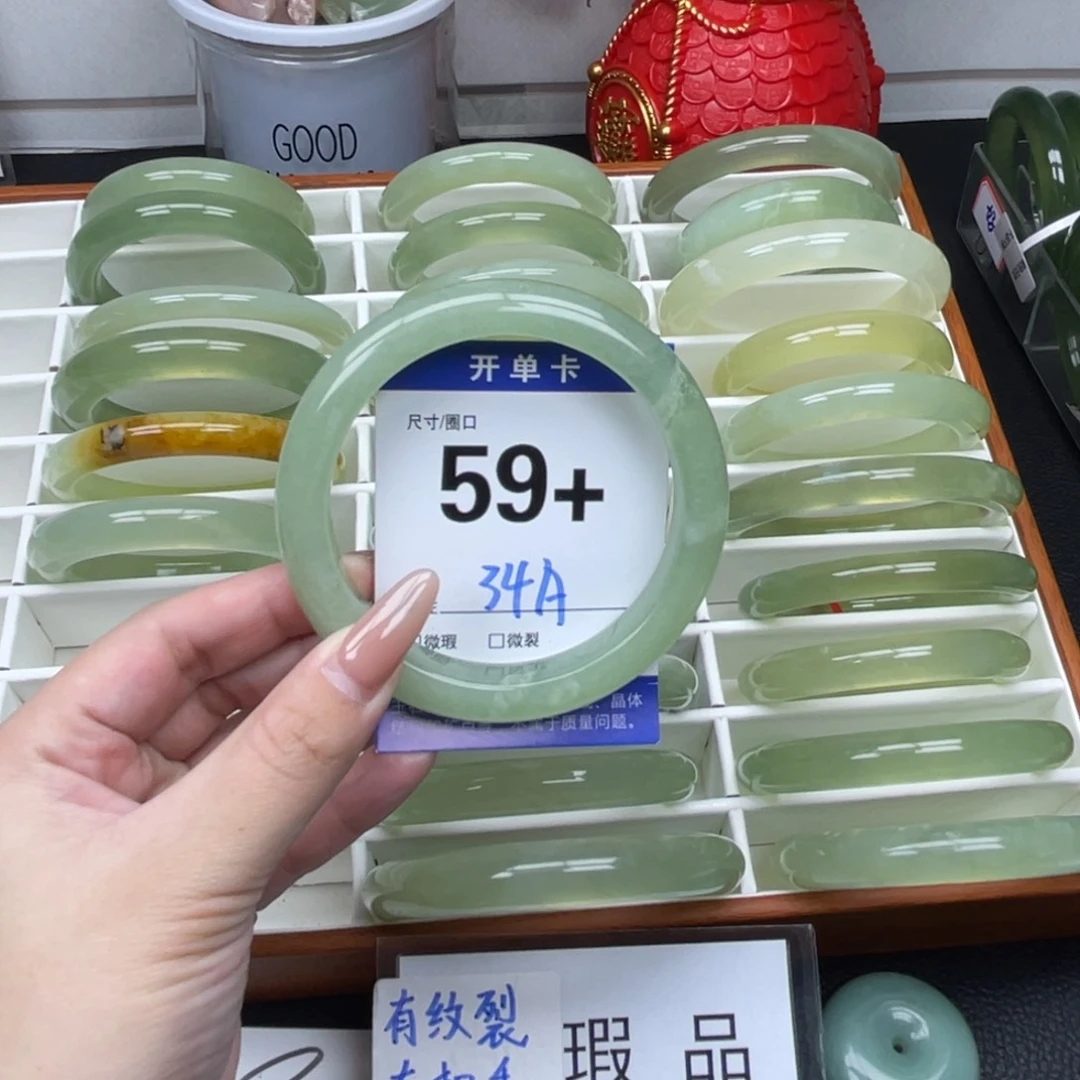 GOOD
开单卡
尺寸/圈口
59+
34A
微瑕 □微裂
晶体
质量问题。
有纹裂
瑕品